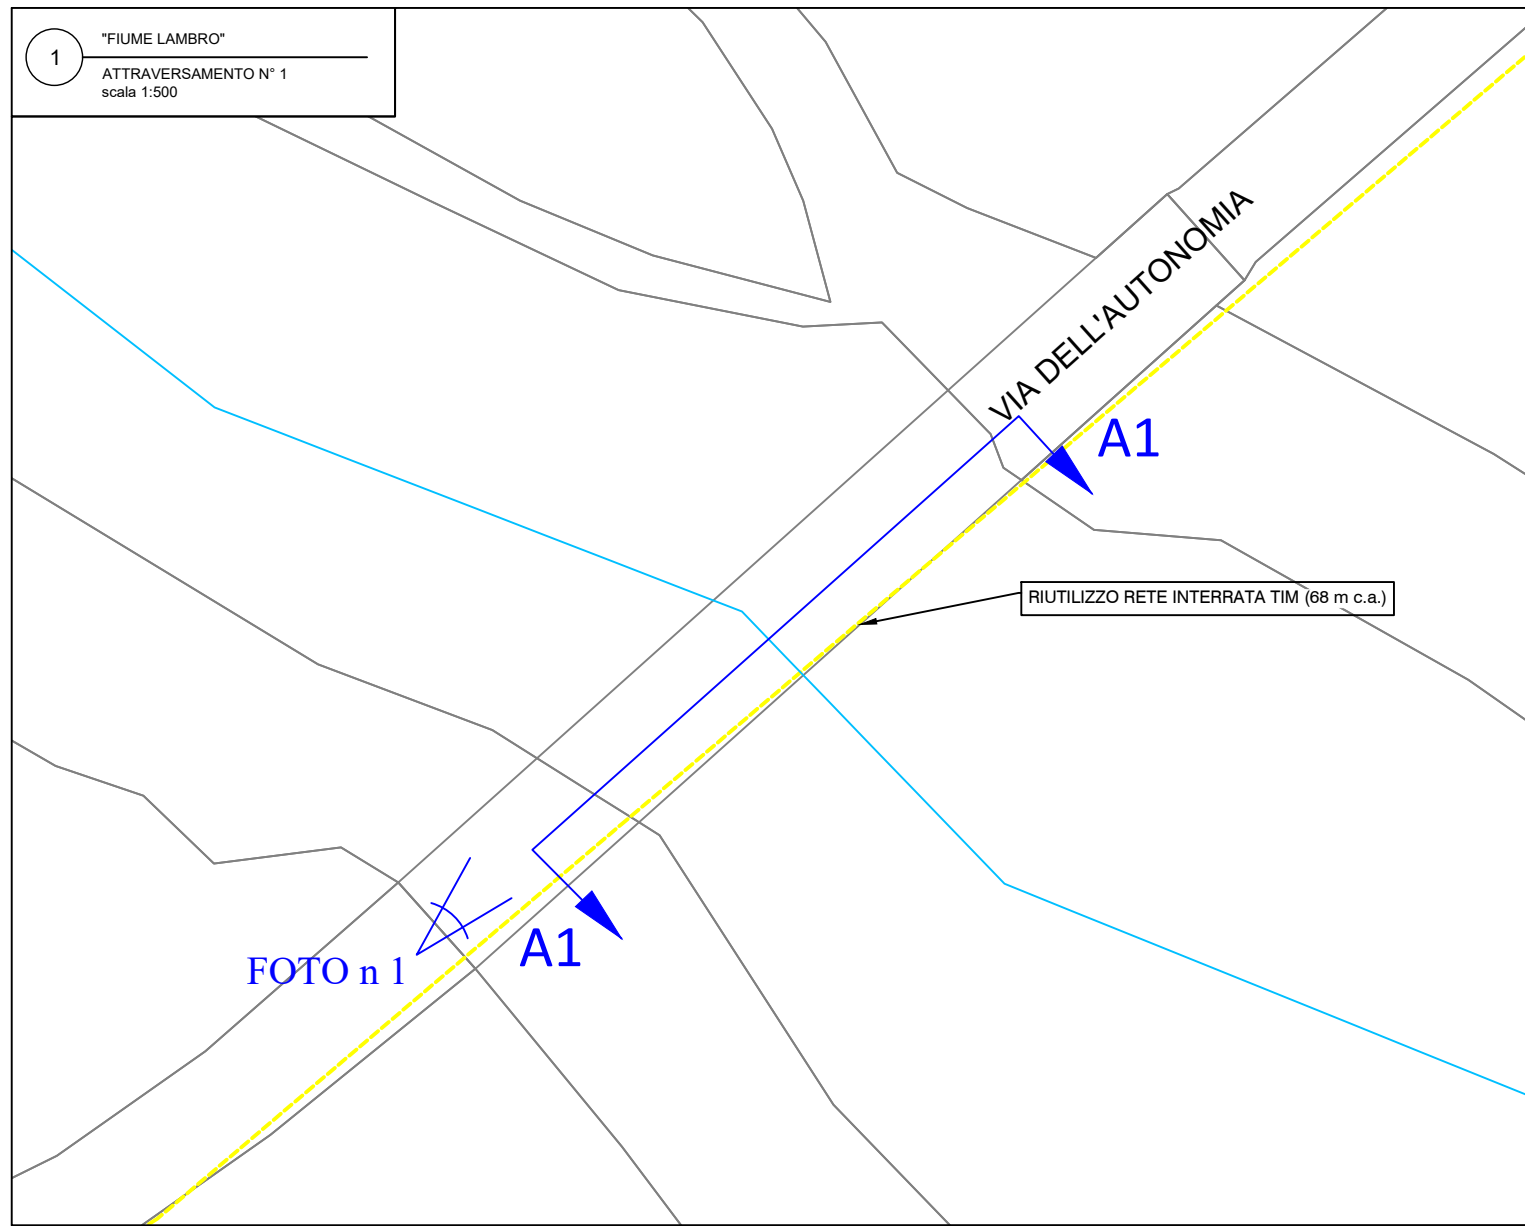 1
"FIUME LAMBRO"
ATTRAVERSAMENTO N° 1
scala 1:500
VIA DELL'AUTONOMIA
A1
RIUTILIZZO RETE INTERRATA TIM (68 m c.a.)
A1
FOTO n 1